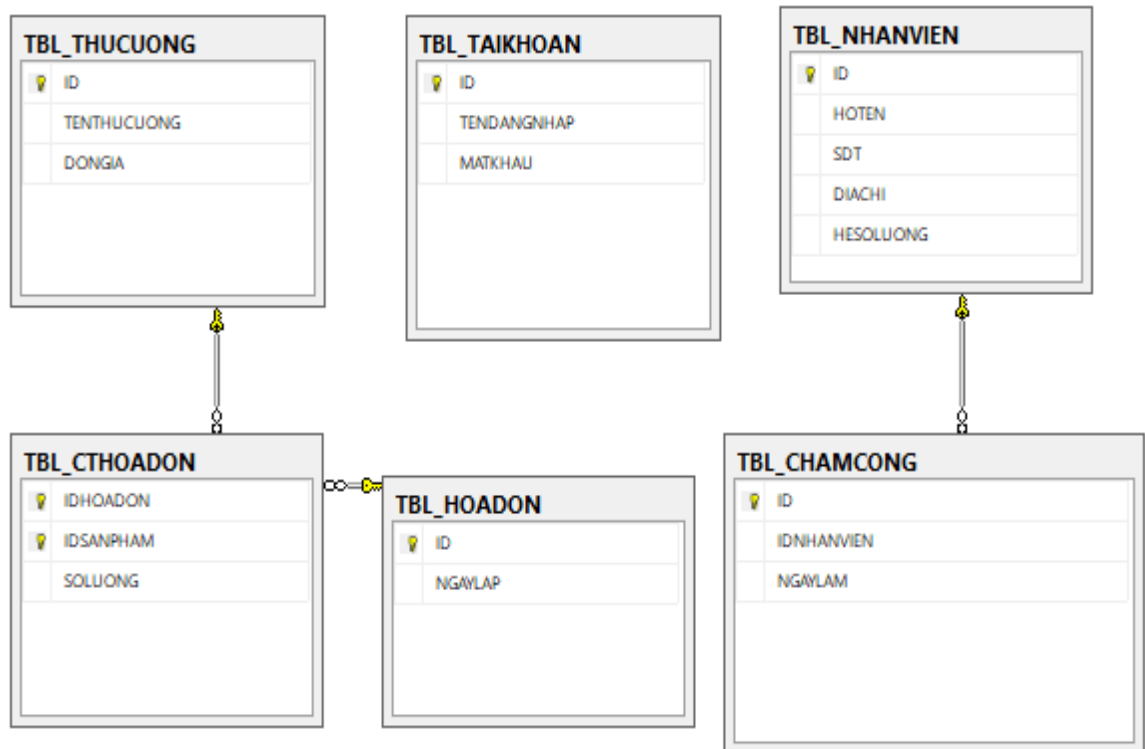 TBL_THUCUONG
ID
TENTHUCUONG
DONGIA
TBL_TAIKHOAN
ID
TENDANGNHAP
MATKHAU
TBL_NHANVIEN
ID
HOTEN
SDT
DIACHI
HESOLUONG
TBL_CTHOADON
IDHOADON
IDSANPHAM
SOLUONG
TBL_HOADON
ID
NGAYLAP
TBL_CHAMCONG
ID
IDNHANVIEN
NGAYLAM